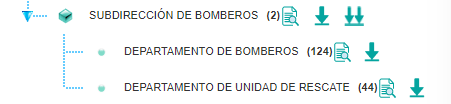 SUBDIRECCIÓN DE BOMBEROS (2)
DEPARTAMENTO DE BOMBEROS (124)
DEPARTAMENTO DE UNIDAD DE RESCATE (44)